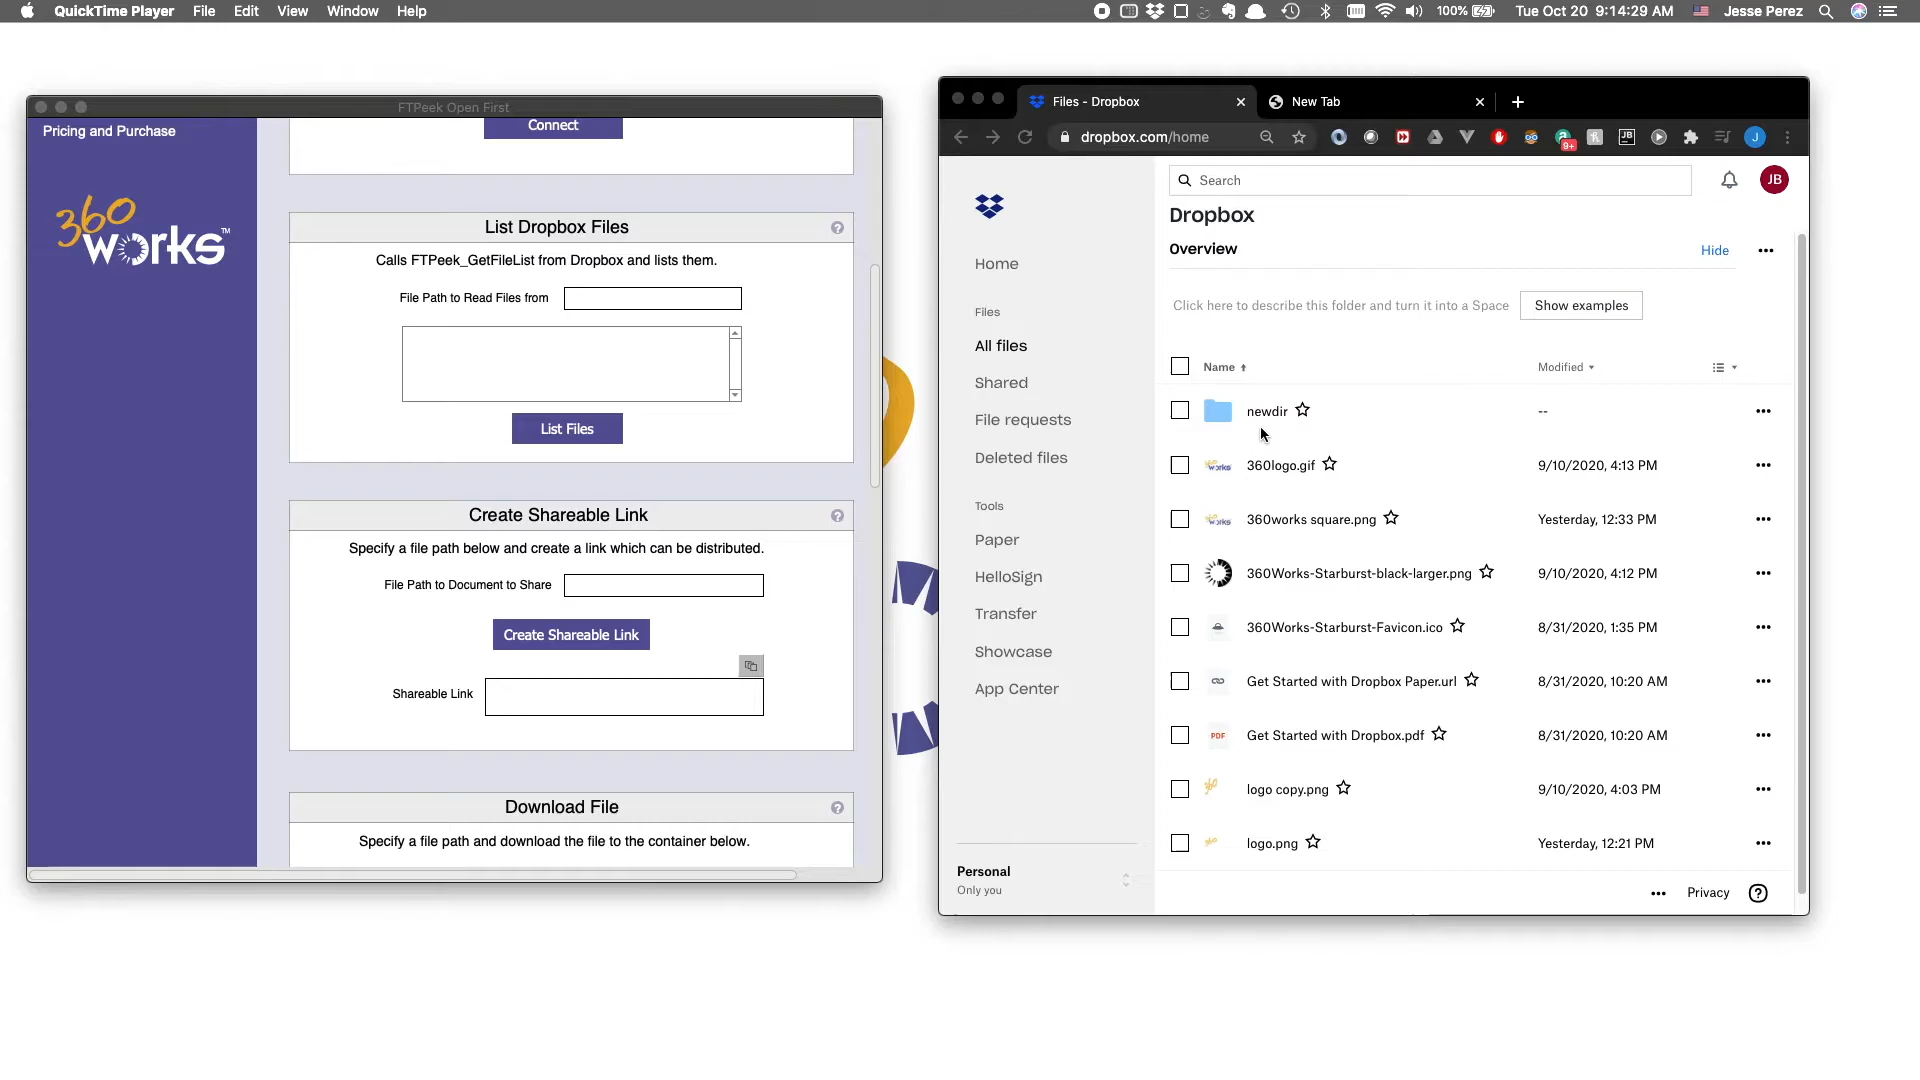 QuickTime Player File Edit View Window Help
100% Tue Oct 20 9:14:29 AM Jesse Perez
FTPeek Open First
Pricing and Purchase
360
works™
Connect
List Dropbox Files ?
Calls FTPeek_GetFileList from Dropbox and lists them.
File Path to Read Files from
List Files
Create Shareable Link ?
Specify a file path below and create a link which can be distributed.
File Path to Document to Share
Create Shareable Link
Shareable Link
Download File ?
Specify a file path and download the file to the container below.
Files - Dropbox New Tab
dropbox.com/home JB 9+ J
Search JB
Dropbox
Overview Hide
Click here to describe this folder and turn it into a Space Show examples
Home
Files
All files
Shared
File requests
Deleted files
Tools
Paper
HelloSign
Transfer
Showcase
App Center
Personal
Only you
Name Modified
newdir --
360logo.gif 9/10/2020, 4:13 PM
360works square.png Yesterday, 12:33 PM
360Works-Starburst-black-larger.png 9/10/2020, 4:12 PM
360Works-Starburst-Favicon.ico 8/31/2020, 1:35 PM
Get Started with Dropbox Paper.url 8/31/2020, 10:20 AM
PDF Get Started with Dropbox.pdf 8/31/2020, 10:20 AM
logo copy.png 9/10/2020, 4:03 PM
logo.png Yesterday, 12:21 PM
Privacy ?